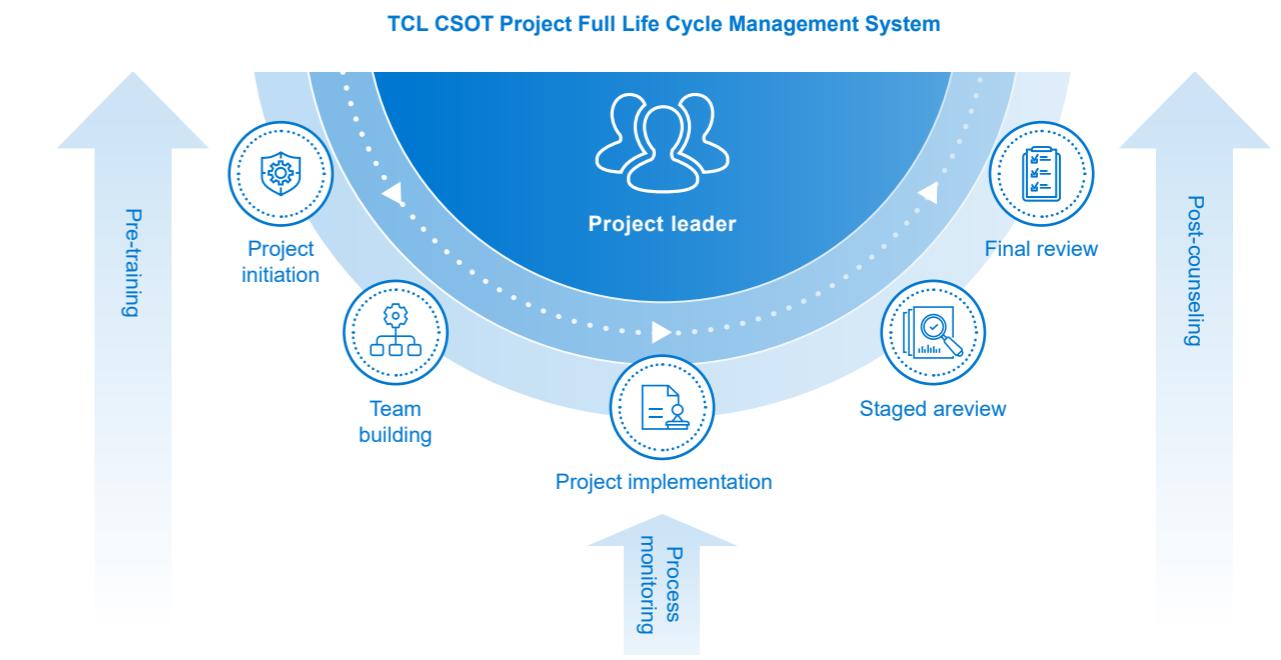 TCL CSOT Project Full Life Cycle Management System
Project leader
Pre-training
Project
initiation
Team
building
Project implementation
Staged areview
Final review
Post-counseling
Process
monitoring